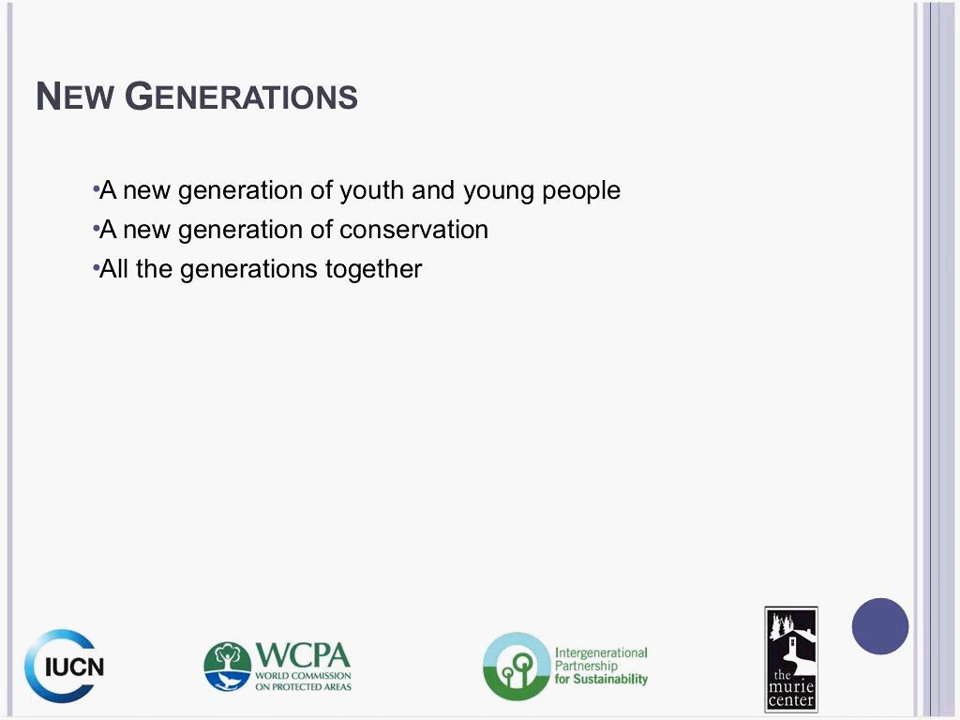 NEW GENERATIONS
•A new generation of youth and young people
•A new generation of conservation
•All the generations together
IUCN
WCPA
WORLD COMMISSION
ON PROTECTED AREAS
Intergenerational
Partnership
for Sustainability
the
murie
center